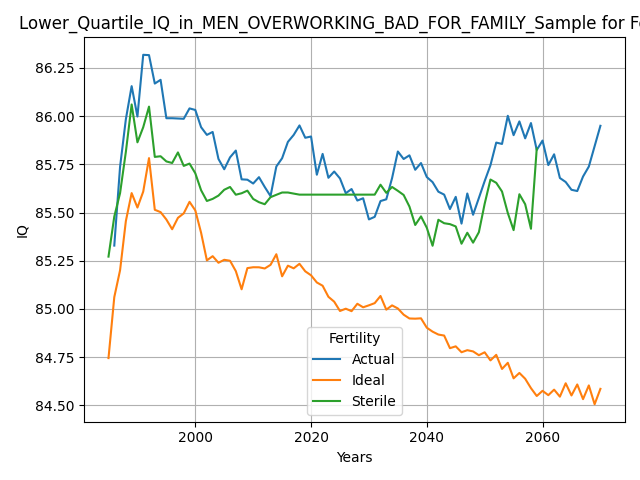 Lower_Quartile_IQ_in_MEN_OVERWORKING_BAD_FOR_FAMILY_Sample for
IQ
86.25
86.00
85.75
85.50
85.25
85.00
84.75
84.50
Fertility
Actual
Ideal
Sterile
2000
2020
2040
2060
Years